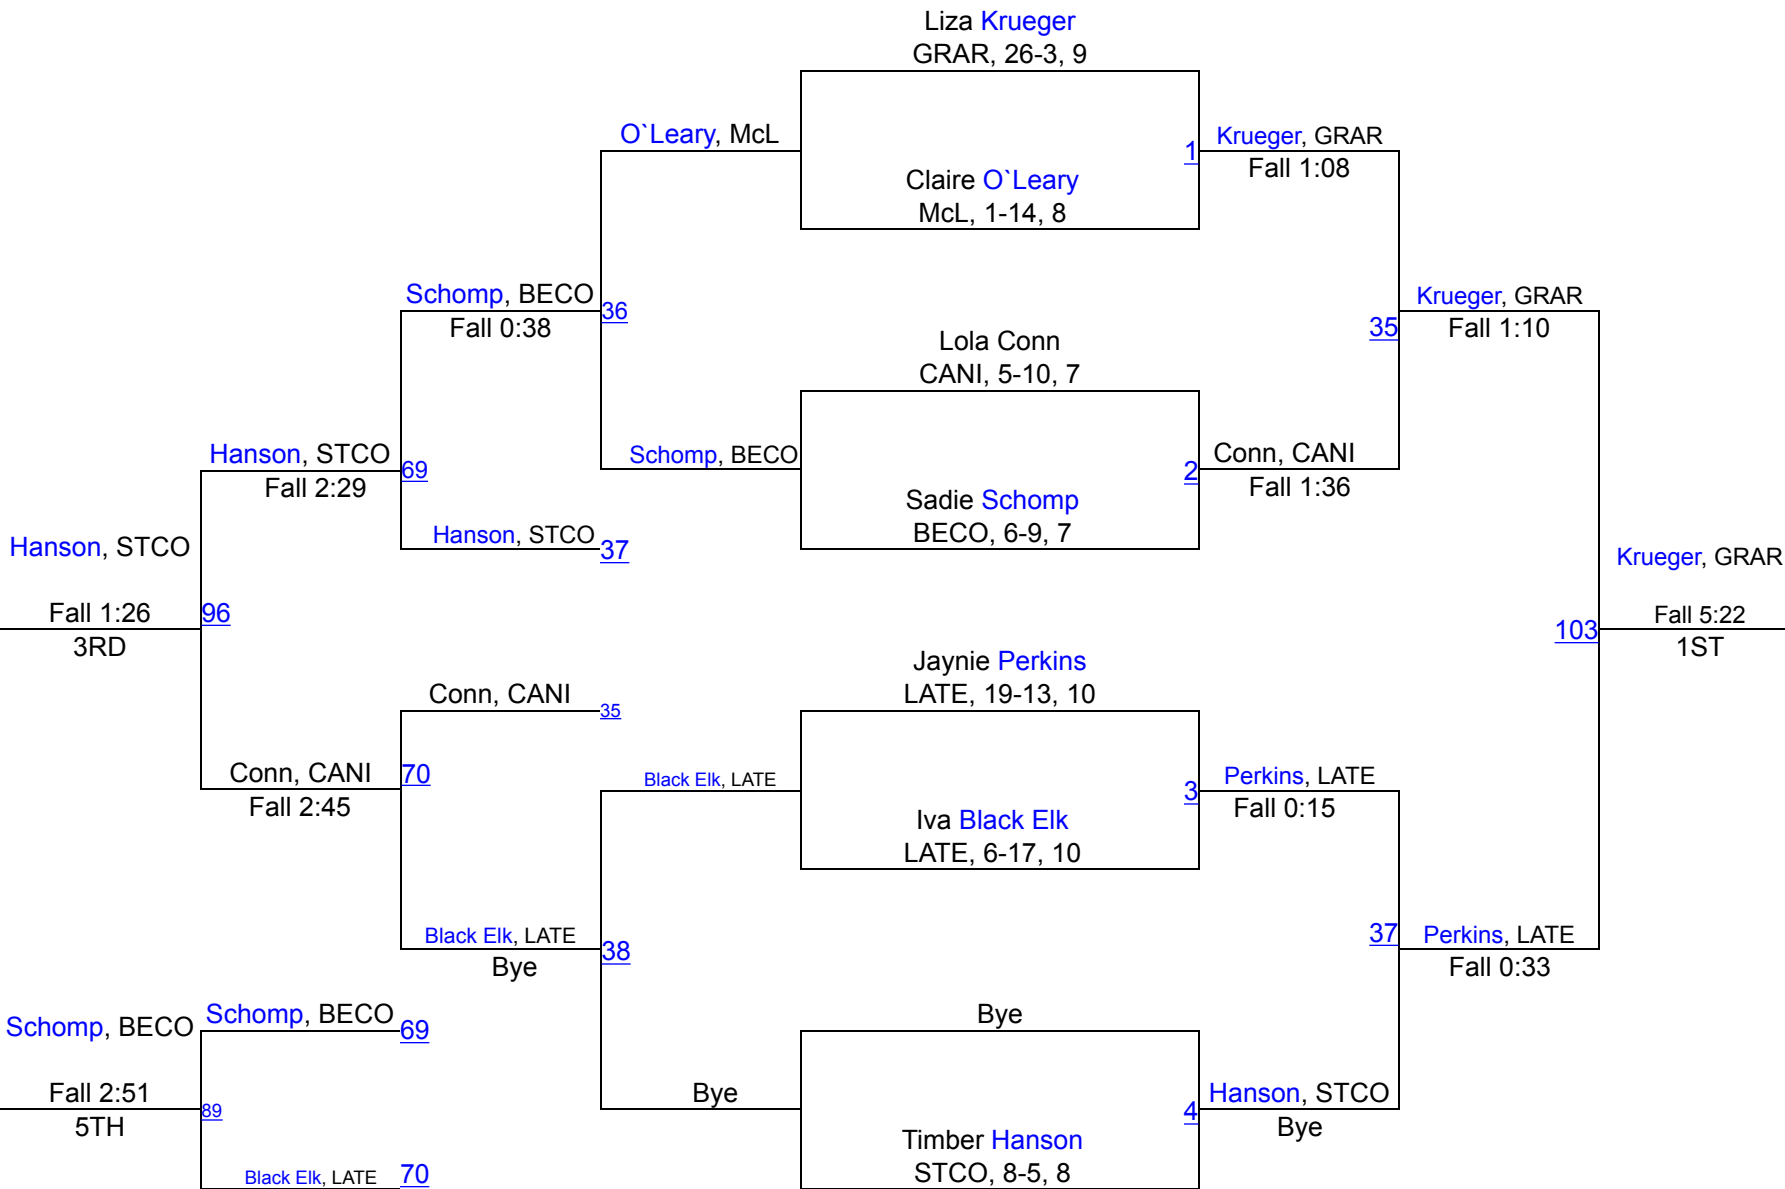 Liza Krueger
GRAR, 26-3, 9
O`Leary, McL
1
Krueger, GRAR
Fall 1:08
Claire O`Leary
McL, 1-14, 8
Schomp, BECO
Fall 0:38
36
Krueger, GRAR
Fall 1:10
35
Lola Conn
CANI, 5-10, 7
Hanson, STCO
Fall 2:29
69
Schomp, BECO
2
Conn, CANI
Fall 1:36
Sadie Schomp
BECO, 6-9, 7
Hanson, STCO
37
Hanson, STCO
Fall 1:26
3RD
96
Krueger, GRAR
Fall 5:22
1ST
103
Jaynie Perkins
LATE, 19-13, 10
Conn, CANI
35
Conn, CANI
Fall 2:45
70
Black Elk, LATE
3
Perkins, LATE
Fall 0:15
Iva Black Elk
LATE, 6-17, 10
Black Elk, LATE
Bye
38
37
Perkins, LATE
Fall 0:33
Schomp, BECO
Fall 2:51
5TH
Schomp, BECO
69
89
Bye
Bye
4
Hanson, STCO
Bye
Timber Hanson
STCO, 8-5, 8
Black Elk, LATE
70